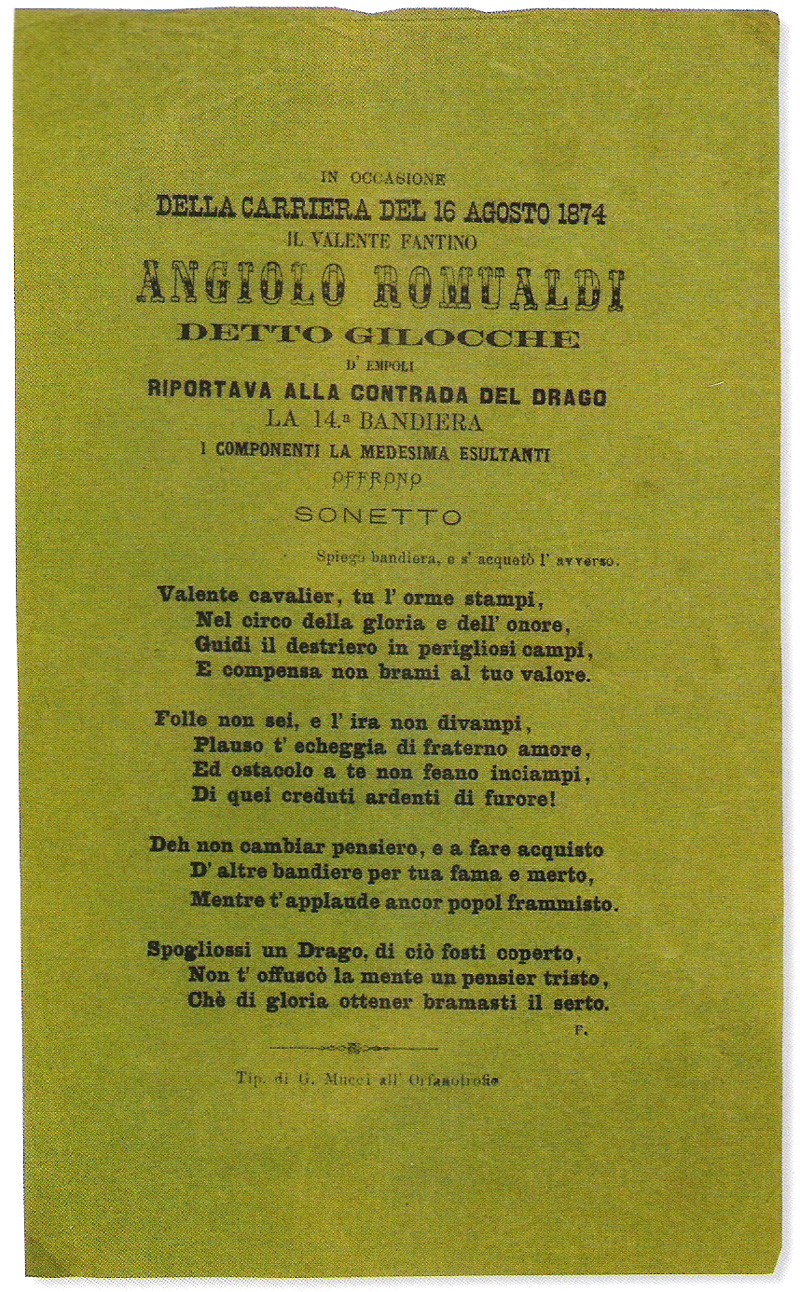 IN OCCASIONE
DELLA CARRIERA DEL 16 AGOSTO 1874
IL VALENTE FANTINO
ANGIOLO ROMUALDI
DETTO GILOCCHE
D' EMPOLI
RIPORTAVA ALLA CONTRADA DEL DRAGO
LA 14.ª BANDIERA
I COMPONENTI LA MEDESIMA ESULTANTI
OFFRONO
SONETTO
Spiegò bandiera, e s' acquetò l' avverso.
Valente cavalier, tu l' orme stampi,
Nel circo della gloria e dell' onore,
Guidi il destriero in perigliosi campi,
E compensa non brami al tuo valore.
Folle non sei, e l' ira non divampi,
Plauso t' echeggia di fraterno amore,
Ed ostacolo a te non feano inciampi,
Di quei creduti ardenti di furore!
Deh non cambiar pensiero, e a fare acquisto
D' altre bandiere per tua fama e merto,
Mentre t' applaude ancor popol frammisto.
Spogliossi un Drago, di ciò fosti coperto,
Non t' offuscò la mente un pensier tristo,
Chè di gloria ottener bramasti il serto.
F.
Tip. di G. Mucci all' Orfanotrofio